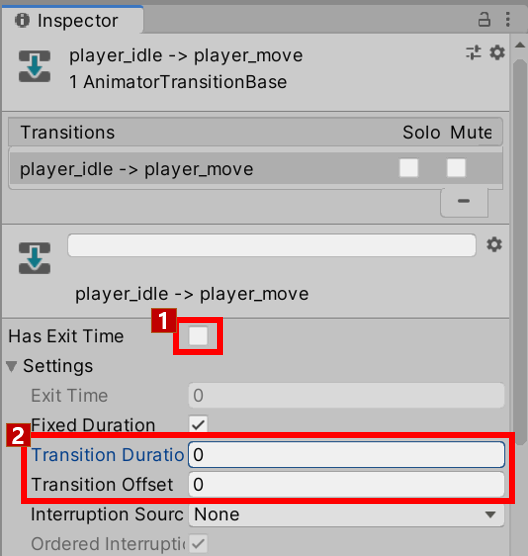 Inspector
player_idle -> player_move
1 AnimatorTransitionBase
Transitions Solo Mute
player_idle -> player_move
player_idle -> player_move
1
Has Exit Time
Settings
Exit Time 0
Fixed Duration
2
Transition Duratio 0
Transition Offset 0
Interruption Sourc None
Ordered Interrupti